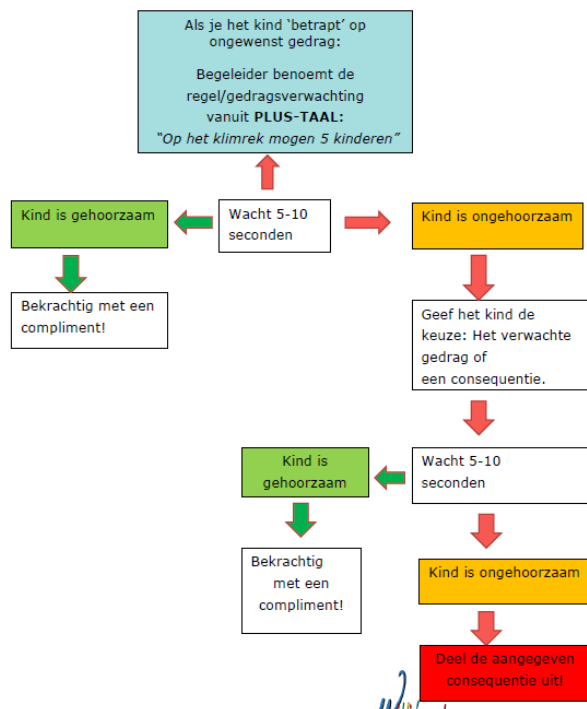 Als je het kind ‘betrapt’ op
ongewenst gedrag:
Begeleider benoemt de
regel/gedragsverwachting
vanuit PLUS-TAAL:
“Op het klimrek mogen 5 kinderen”
Kind is gehoorzaam
Wacht 5-10
seconden
Kind is ongehoorzaam
Bekrachtig met een
compliment!
Geef het kind de
keuze: Het verwachte
gedrag of
een consequentie.
Kind is
gehoorzaam
Wacht 5-10
seconden
Bekrachtig
met een
compliment!
Kind is ongehoorzaam
Deel de aangegeven
consequentie uit!